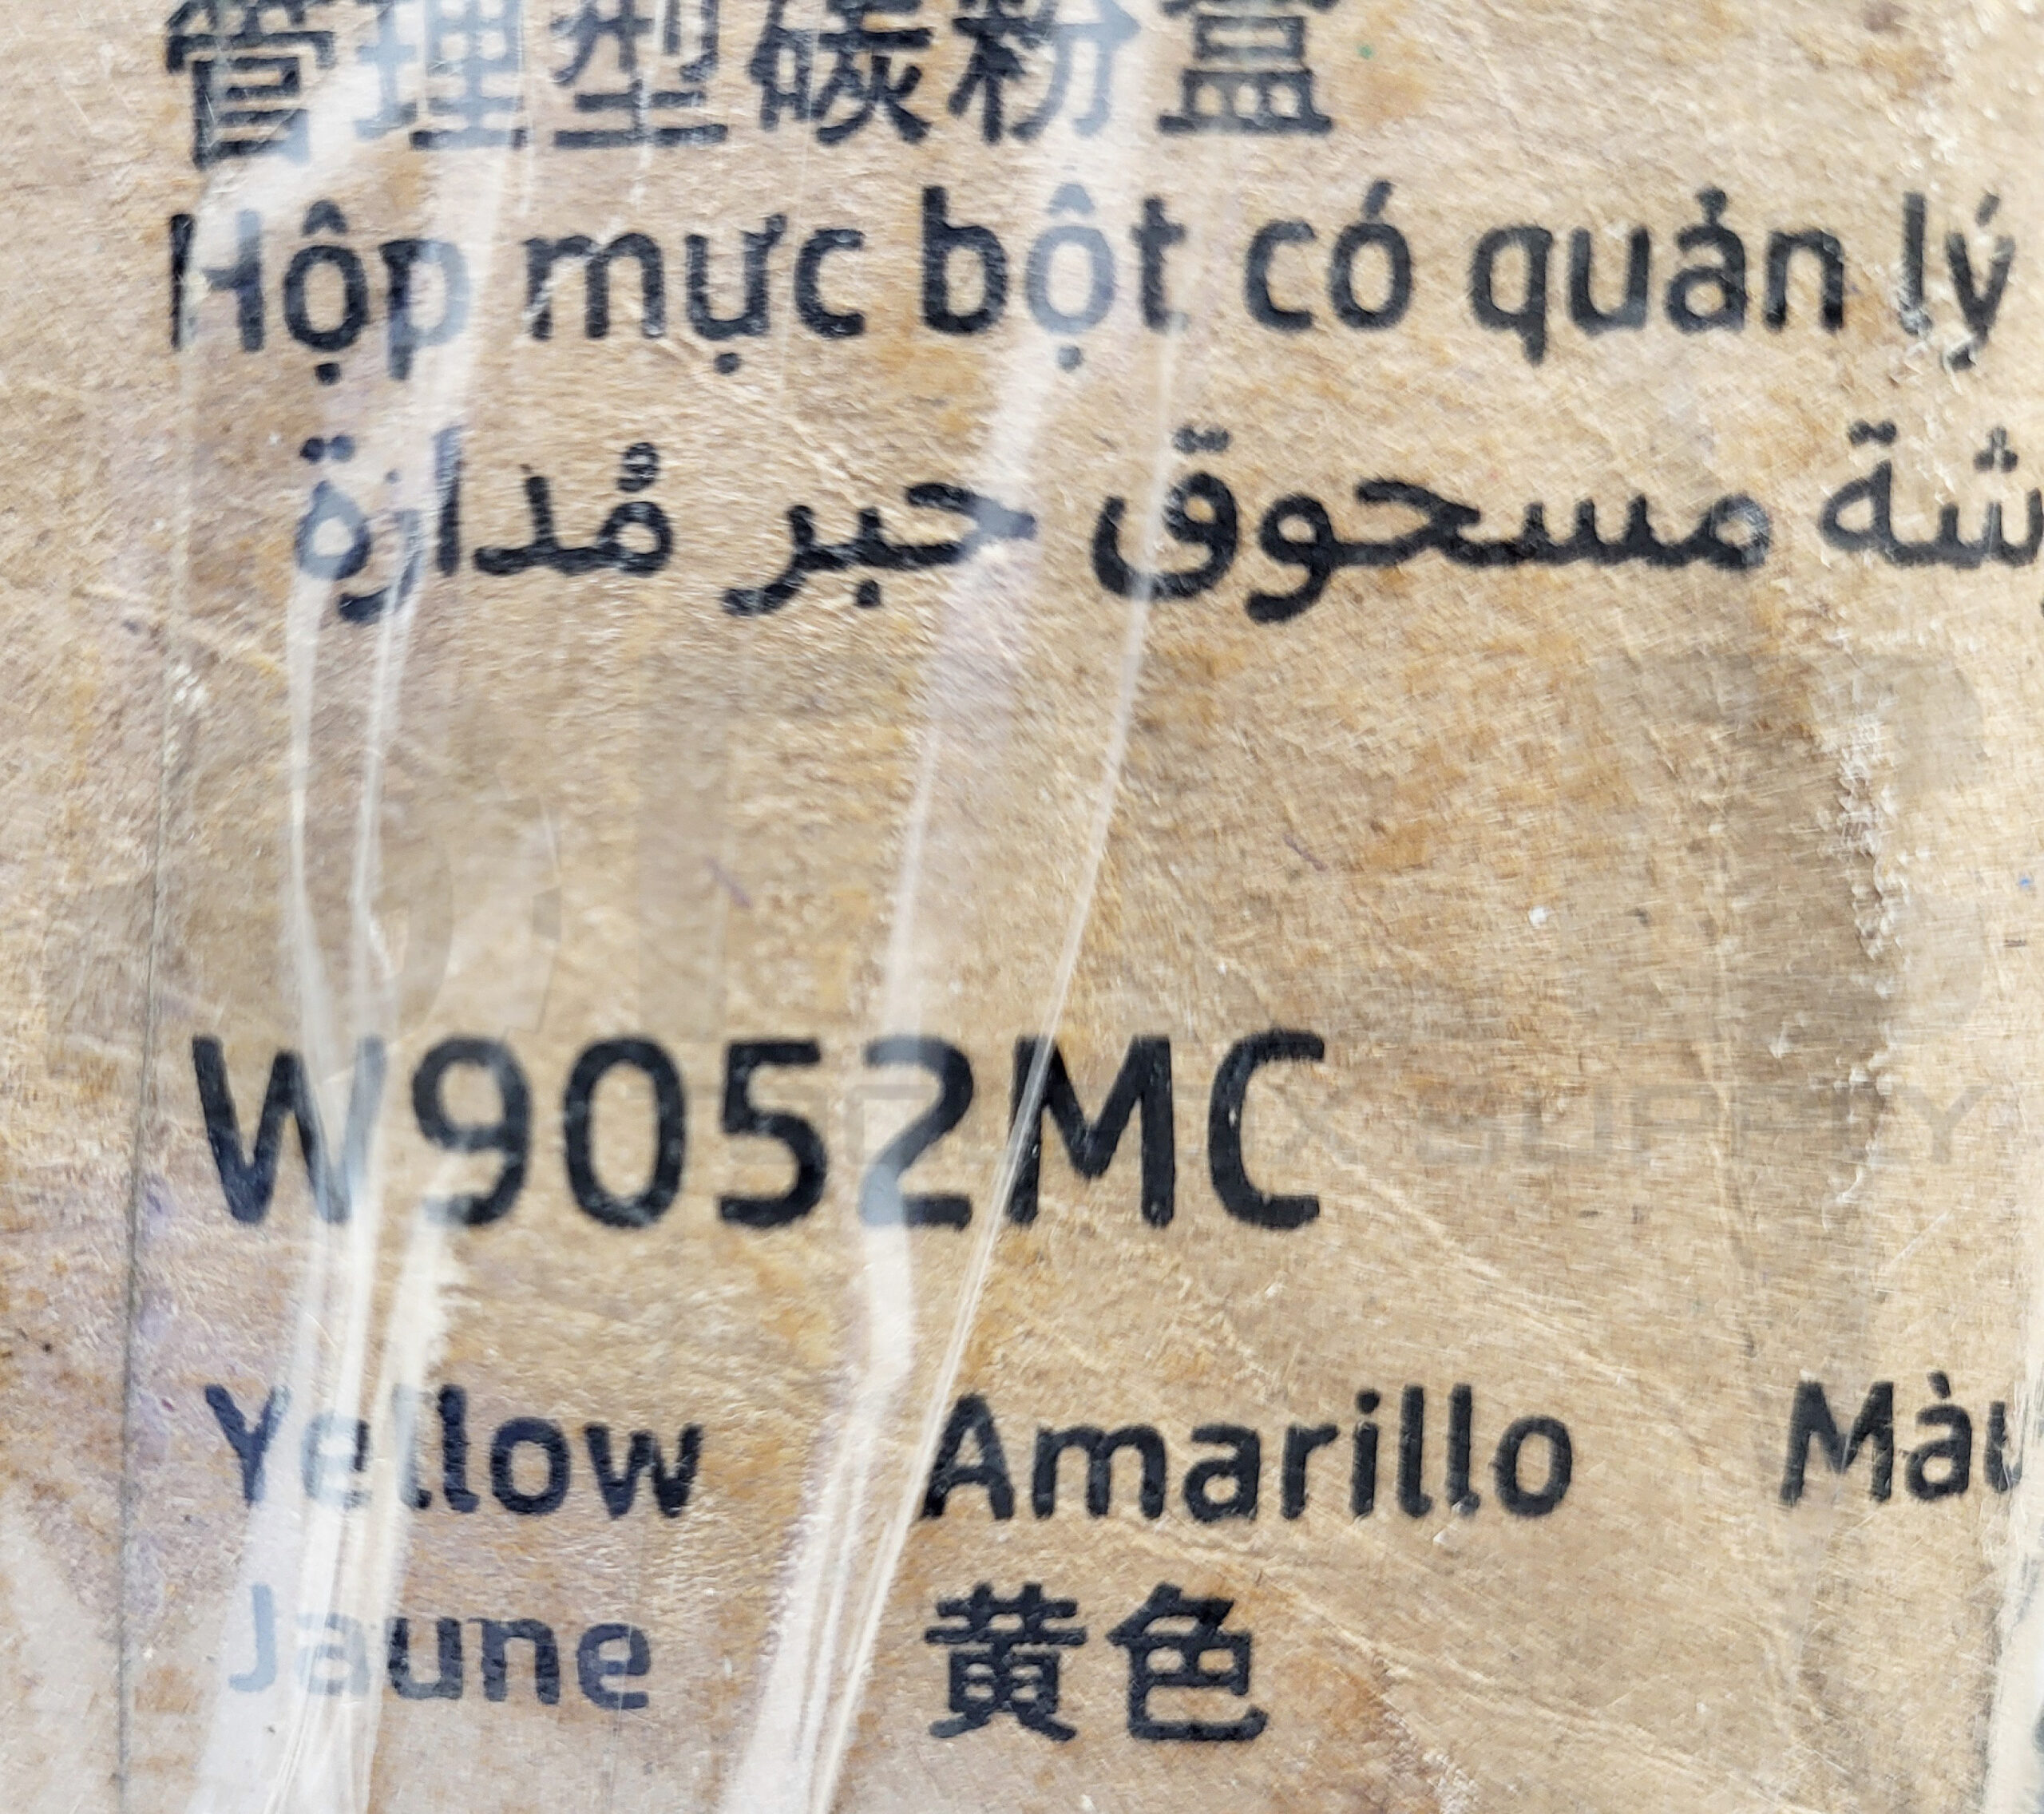 管理型碳粉盒
Hộp mực bột có quản lý
مسحوق حبر مُدارة
W9052MC
Yellow Amarillo
Jaune 黄色
SUPPLY